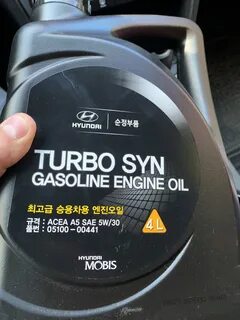 HYUNDAI 순정부품
TURBO SYN
GASOLINE ENGINE OIL
최고급 승용차용 엔진오일
규격 : ACEA A5 SAE 5W/30
품번 : 05100-00441
4L
HYUNDAI
MOBIS